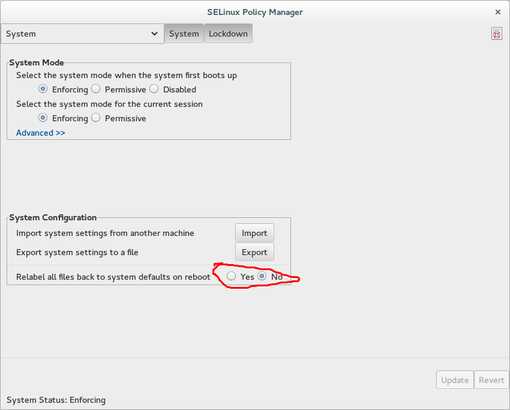 SELinux Policy Manager
System
System
Lockdown
System Mode
Select the system mode when the system first boots up
Enforcing Permissive Disabled
Select the system mode for the current session
Enforcing Permissive
Advanced >>
System Configuration
Import system settings from another machine Import
Export system settings to a file Export
Relabel all files back to system defaults on reboot Yes No
Update Revert
System Status: Enforcing